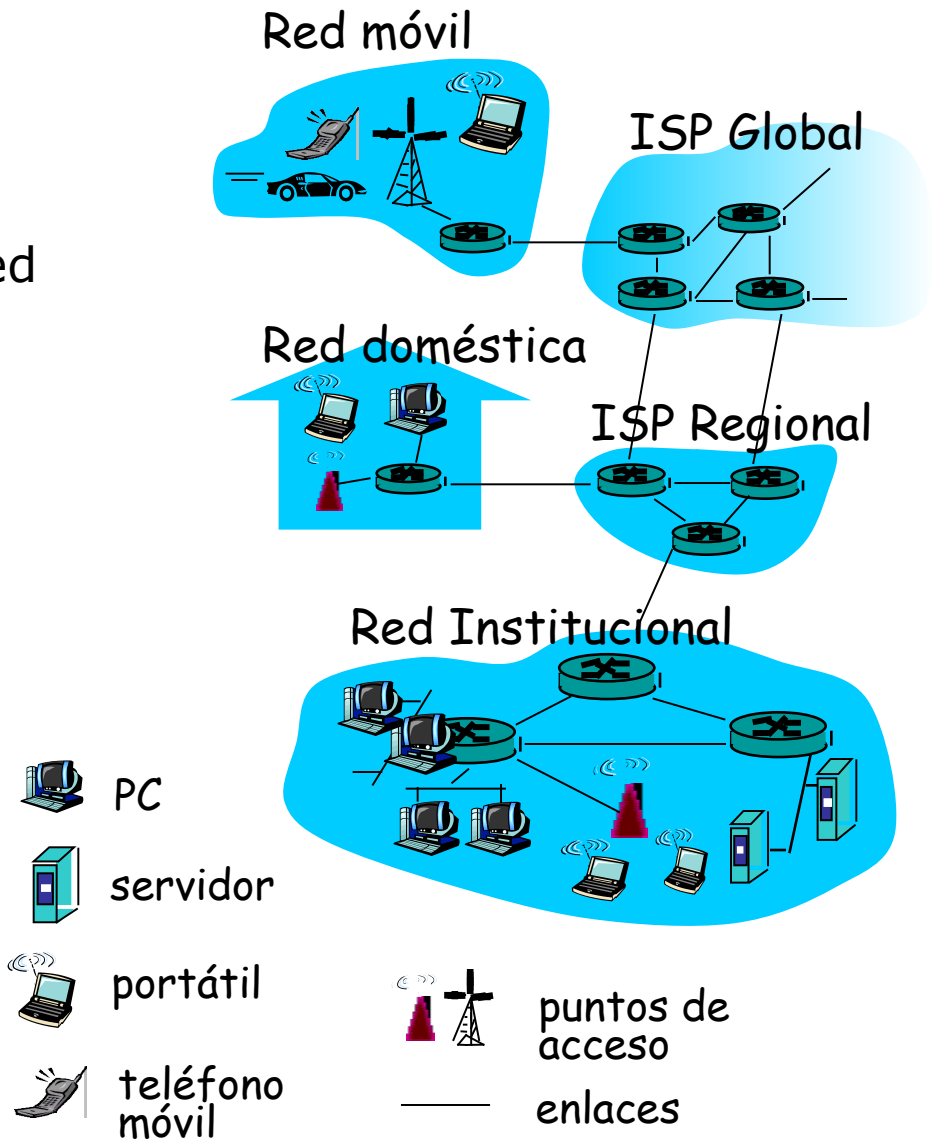 Red móvil
ISP Global
ed
Red doméstica
ISP Regional
Red Institucional
PC
servidor
portátil
teléfono
móvil
puntos de
acceso
enlaces